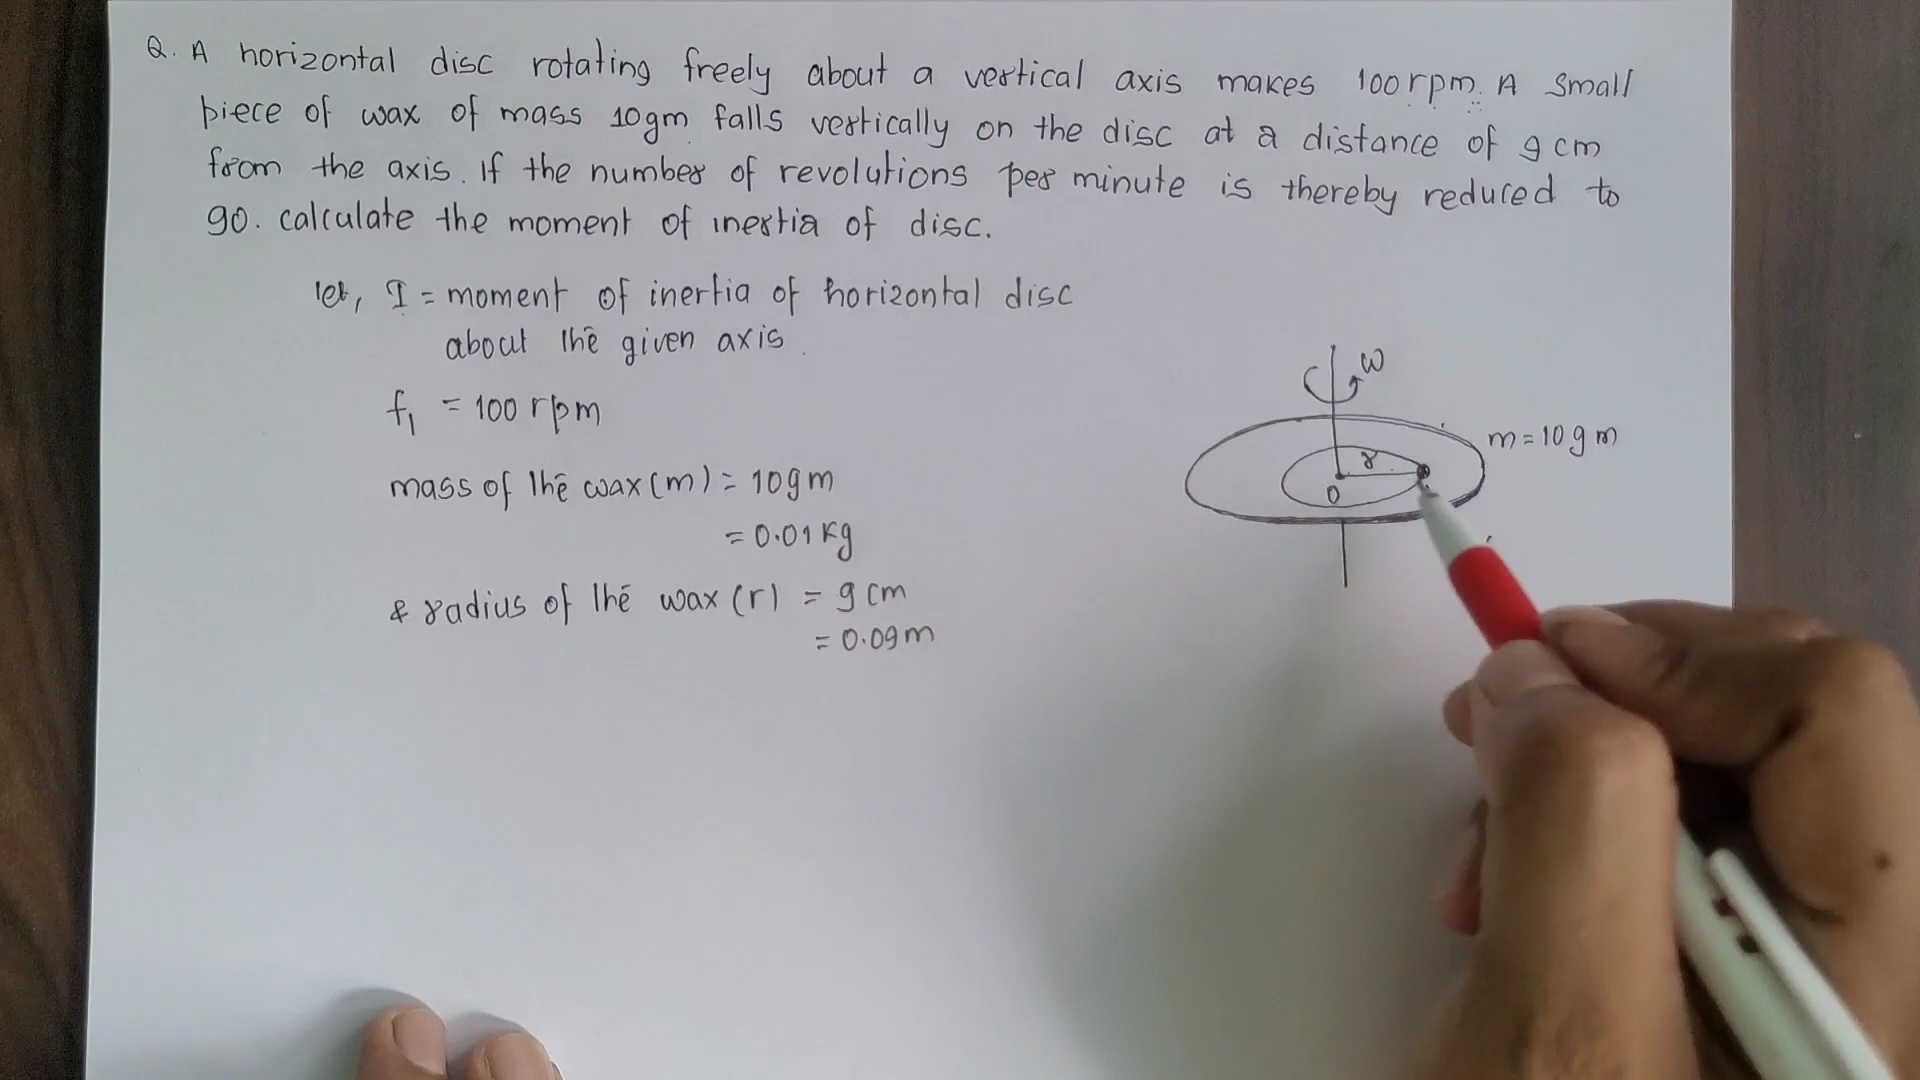 Q. A horizontal disc rotating freely about a vertical axis makes 100 rpm. A small
piece of wax of mass 10gm falls vertically on the disc at a distance of 9 cm
from the axis. If the number of revolutions per minute is thereby reduced to
90. calculate the moment of inertia of disc.
let, I = moment of inertia of horizontal disc
about the given axis.
f₁ = 100 rpm
mass of the wax (m) = 10gm
= 0.01 kg
& radius of the wax (r) = 9 cm
= 0.09m
ω
m = 10gm
r
O